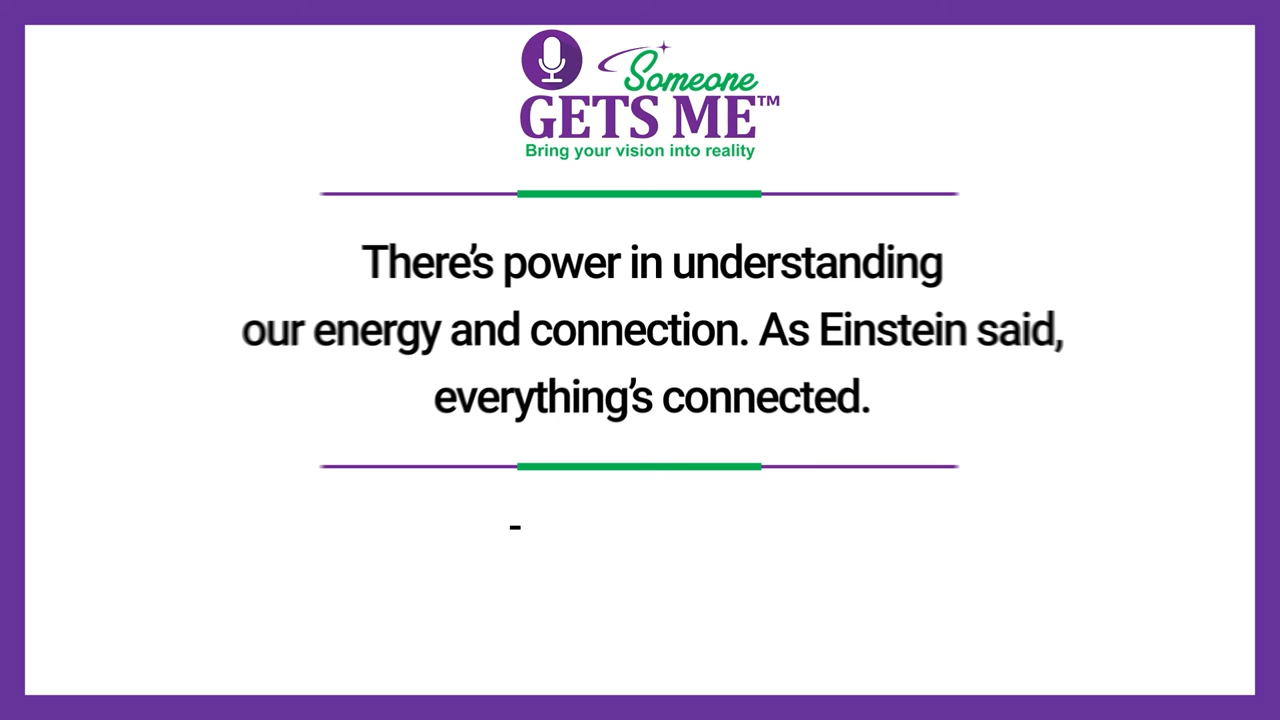 Someone
GETS ME™
Bring your vision into reality
There’s power in understanding
our energy and connection. As Einstein said,
everything’s connected.
-